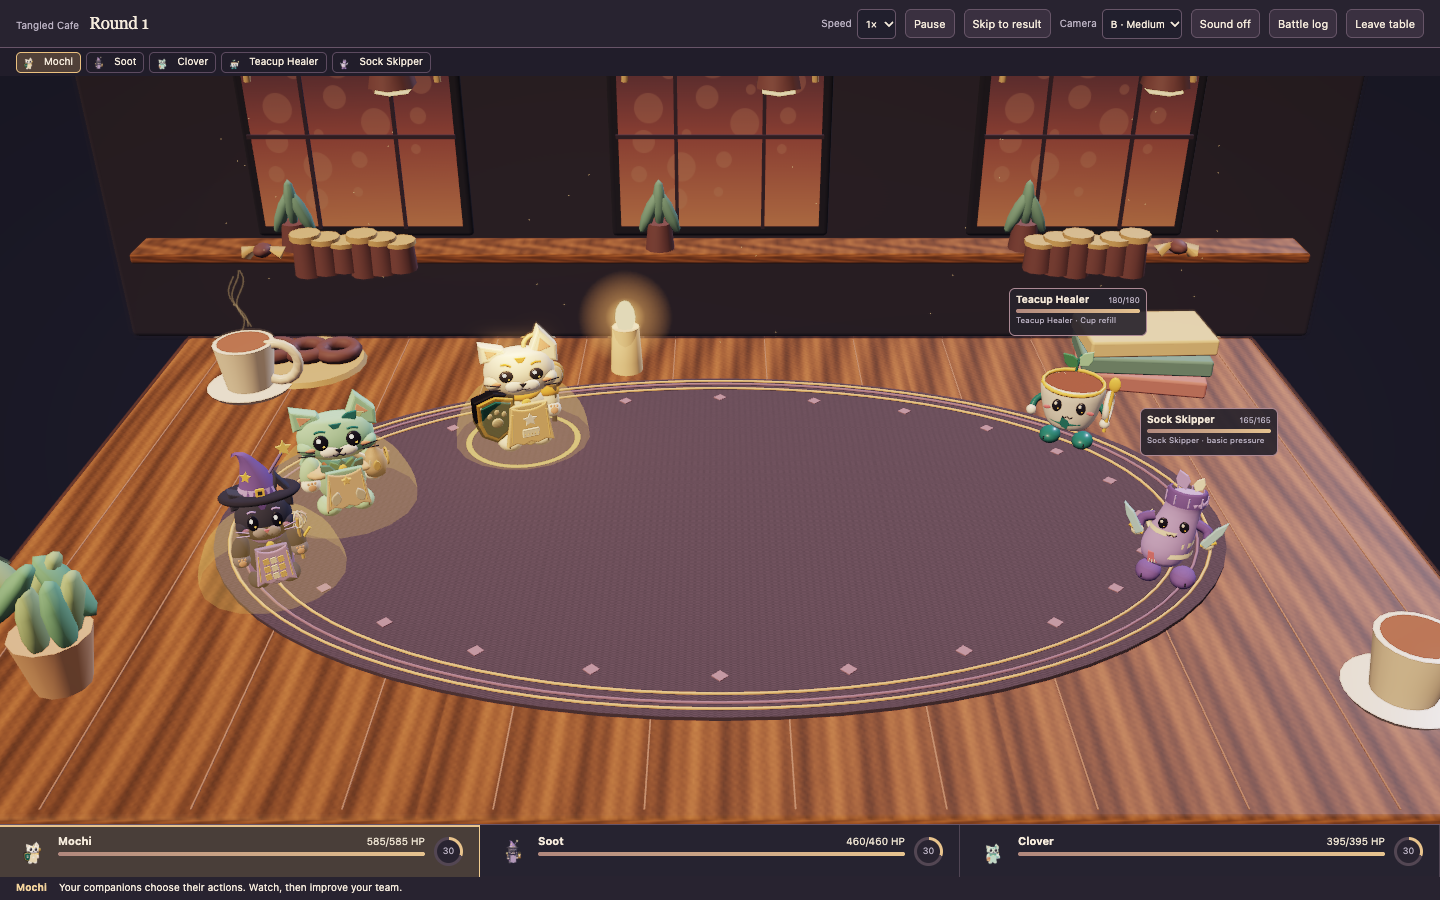 Tangled Cafe Round 1
Speed 1x Pause Skip to result Camera B · Medium Sound off Battle log Leave table
Mochi Soot Clover Teacup Healer Sock Skipper
Teacup Healer 180/180
Teacup Healer · Cup refill
Sock Skipper 165/165
Sock Skipper · basic pressure
Mochi 585/585 HP 30
Soot 460/460 HP 30
Clover 395/395 HP 30
Mochi Your companions choose their actions. Watch, then improve your team.